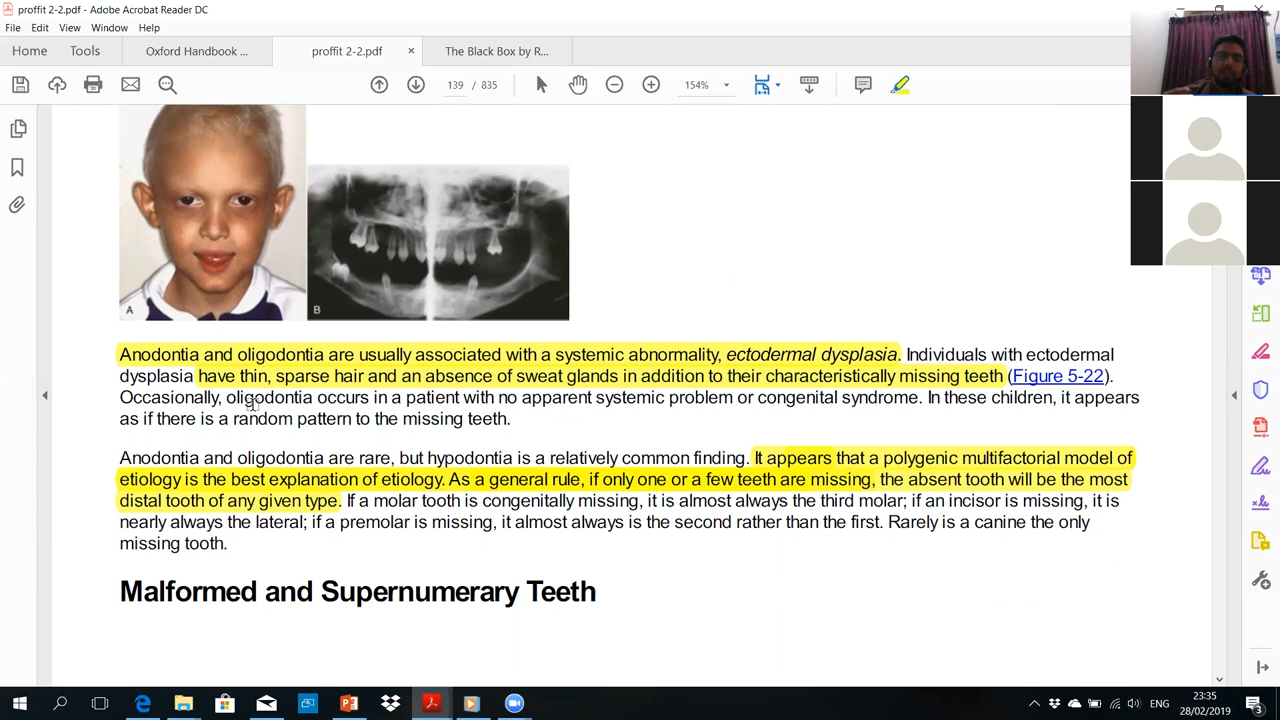 proffit 2-2.pdf - Adobe Acrobat Reader DC
File Edit View Window Help
Home Tools Oxford Handbook ... proffit 2-2.pdf × The Black Box by R...
139 / 835 154%
A B
Anodontia and oligodontia are usually associated with a systemic abnormality, ectodermal dysplasia. Individuals with ectodermal
dysplasia have thin, sparse hair and an absence of sweat glands in addition to their characteristically missing teeth (Figure 5-22).
Occasionally, oligodontia occurs in a patient with no apparent systemic problem or congenital syndrome. In these children, it appears
as if there is a random pattern to the missing teeth.
Anodontia and oligodontia are rare, but hypodontia is a relatively common finding. It appears that a polygenic multifactorial model of
etiology is the best explanation of etiology. As a general rule, if only one or a few teeth are missing, the absent tooth will be the most
distal tooth of any given type. If a molar tooth is congenitally missing, it is almost always the third molar; if an incisor is missing, it is
nearly always the lateral; if a premolar is missing, it almost always is the second rather than the first. Rarely is a canine the only
missing tooth.
Malformed and Supernumerary Teeth
ENG
23:35
28/02/2019
3